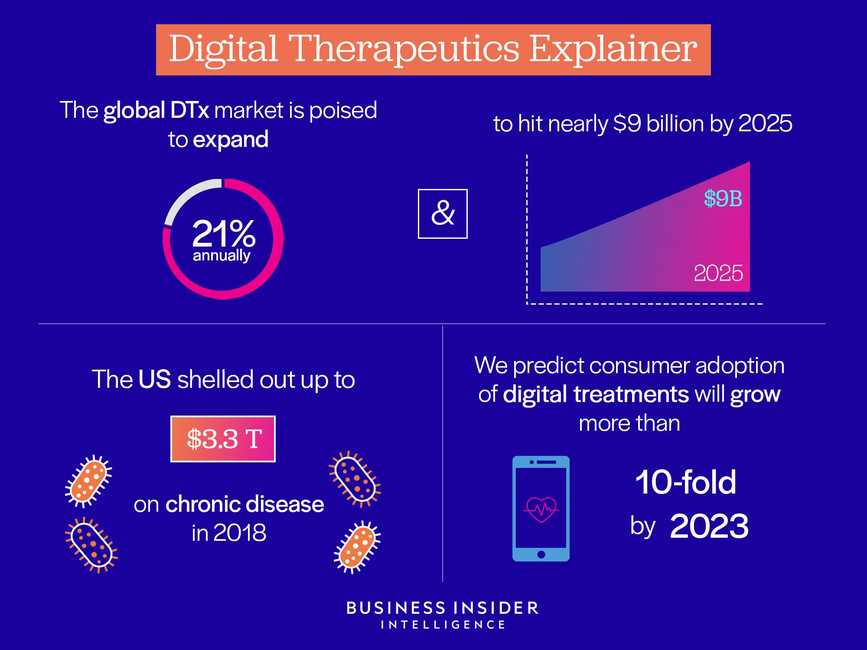 Digital Therapeutics Explainer
The global DTx market is poised
to expand
21%
annually
&
to hit nearly $9 billion by 2025
$9B
2025
The US shelled out up to
$3.3 T
on chronic disease
in 2018
We predict consumer adoption
of digital treatments will grow
more than
10-fold
by 2023
BUSINESS INSIDER
INTELLIGENCE